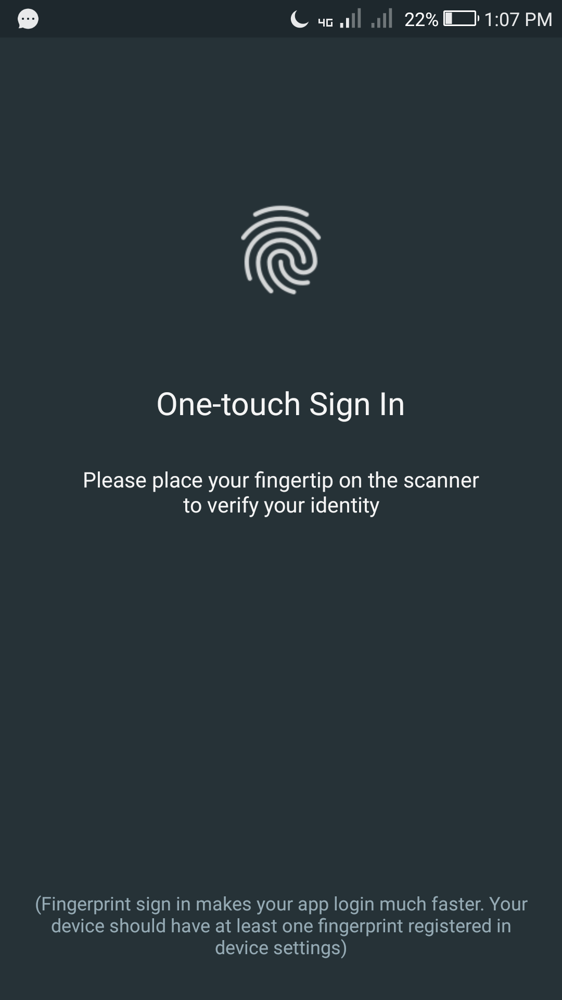 4G 22% 1:07 PM
One-touch Sign In
Please place your fingertip on the scanner
to verify your identity
(Fingerprint sign in makes your app login much faster. Your
device should have at least one fingerprint registered in
device settings)